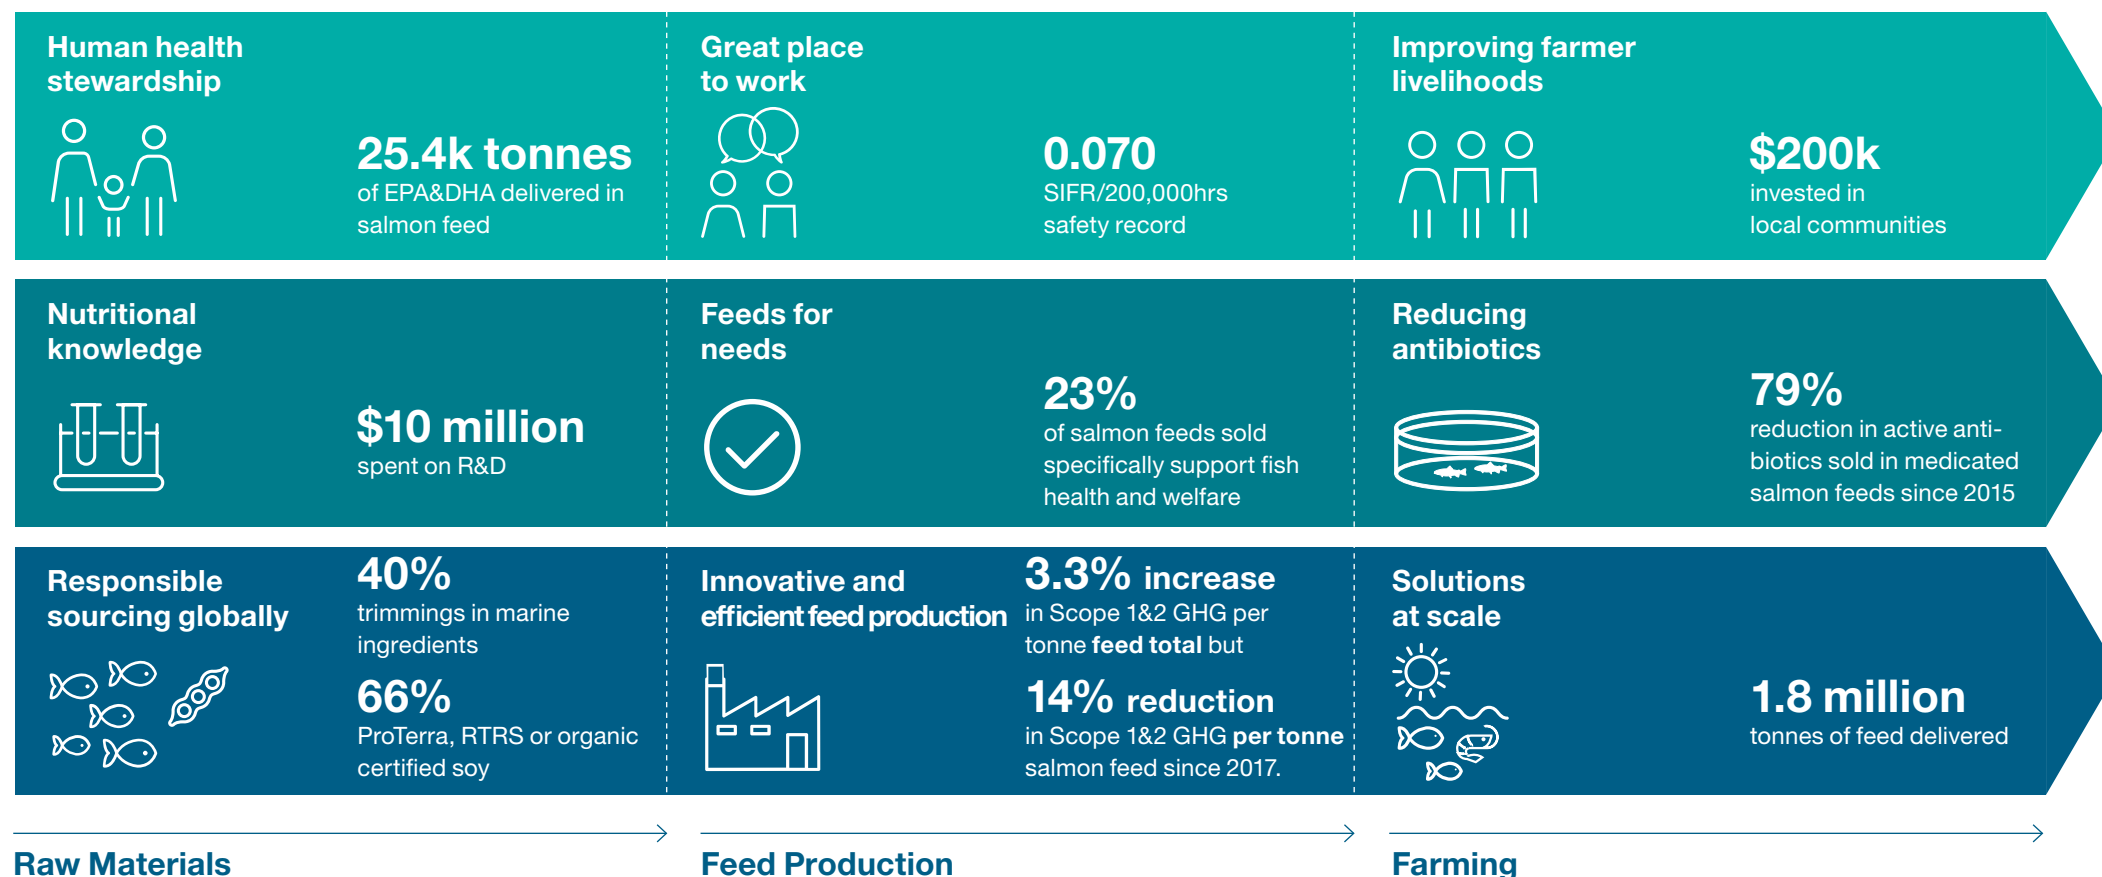 Human health
stewardship
25.4k tonnes
of EPA&DHA delivered in
salmon feed
Great place
to work
0.070
SIFR/200,000hrs
safety record
Improving farmer
livelihoods
$200k
invested in
local communities
Nutritional
knowledge
$10 million
spent on R&D
Feeds for
needs
23%
of salmon feeds sold
specifically support fish
health and welfare
Reducing
antibiotics
79%
reduction in active anti-
biotics sold in medicated
salmon feeds since 2015
Responsible
sourcing globally
40%
trimmings in marine
ingredients
66%
ProTerra, RTRS or organic
certified soy
Innovative and
efficient feed production
3.3% increase
in Scope 1&2 GHG per
tonne feed total but
14% reduction
in Scope 1&2 GHG per tonne
salmon feed since 2017.
Solutions
at scale
1.8 million
tonnes of feed delivered
Raw Materials
Feed Production
Farming